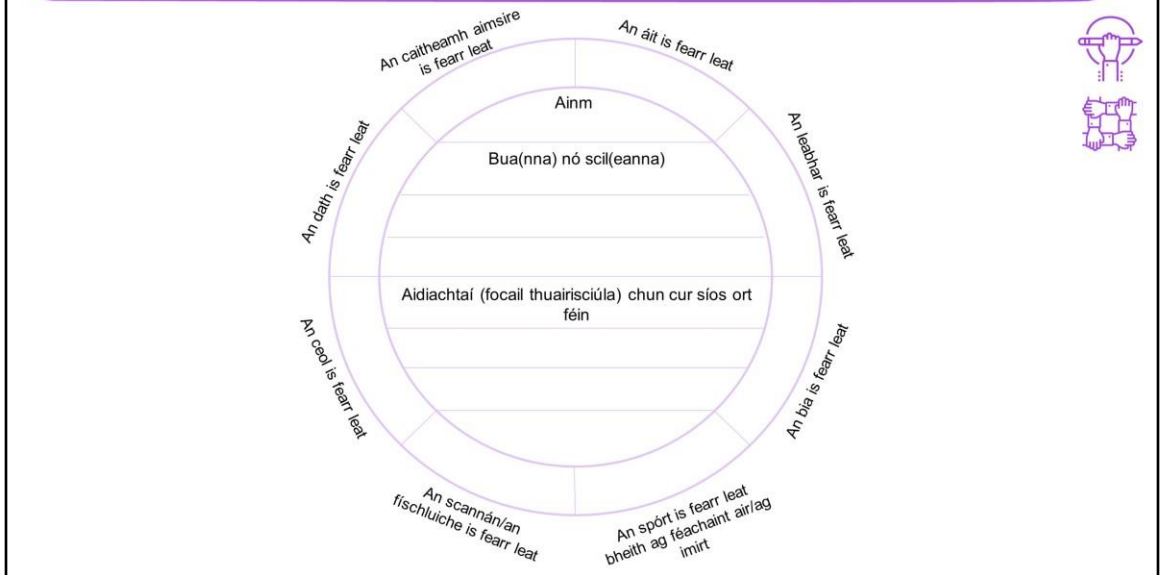 An caitheamh aimsire
is fearr leat
An áit is fearr leat
An leabhar is fearr leat
An bia is fearr leat
An spórt is fearr leat
bheith ag féachaint air/ag
imirt
An scannán/an
físchluiche is fearr leat
An ceol is fearr leat
An dath is fearr leat
Ainm
Bua(nna) nó scil(eanna)
Aidiachtaí (focail thuairisciúla) chun cur síos ort
féin